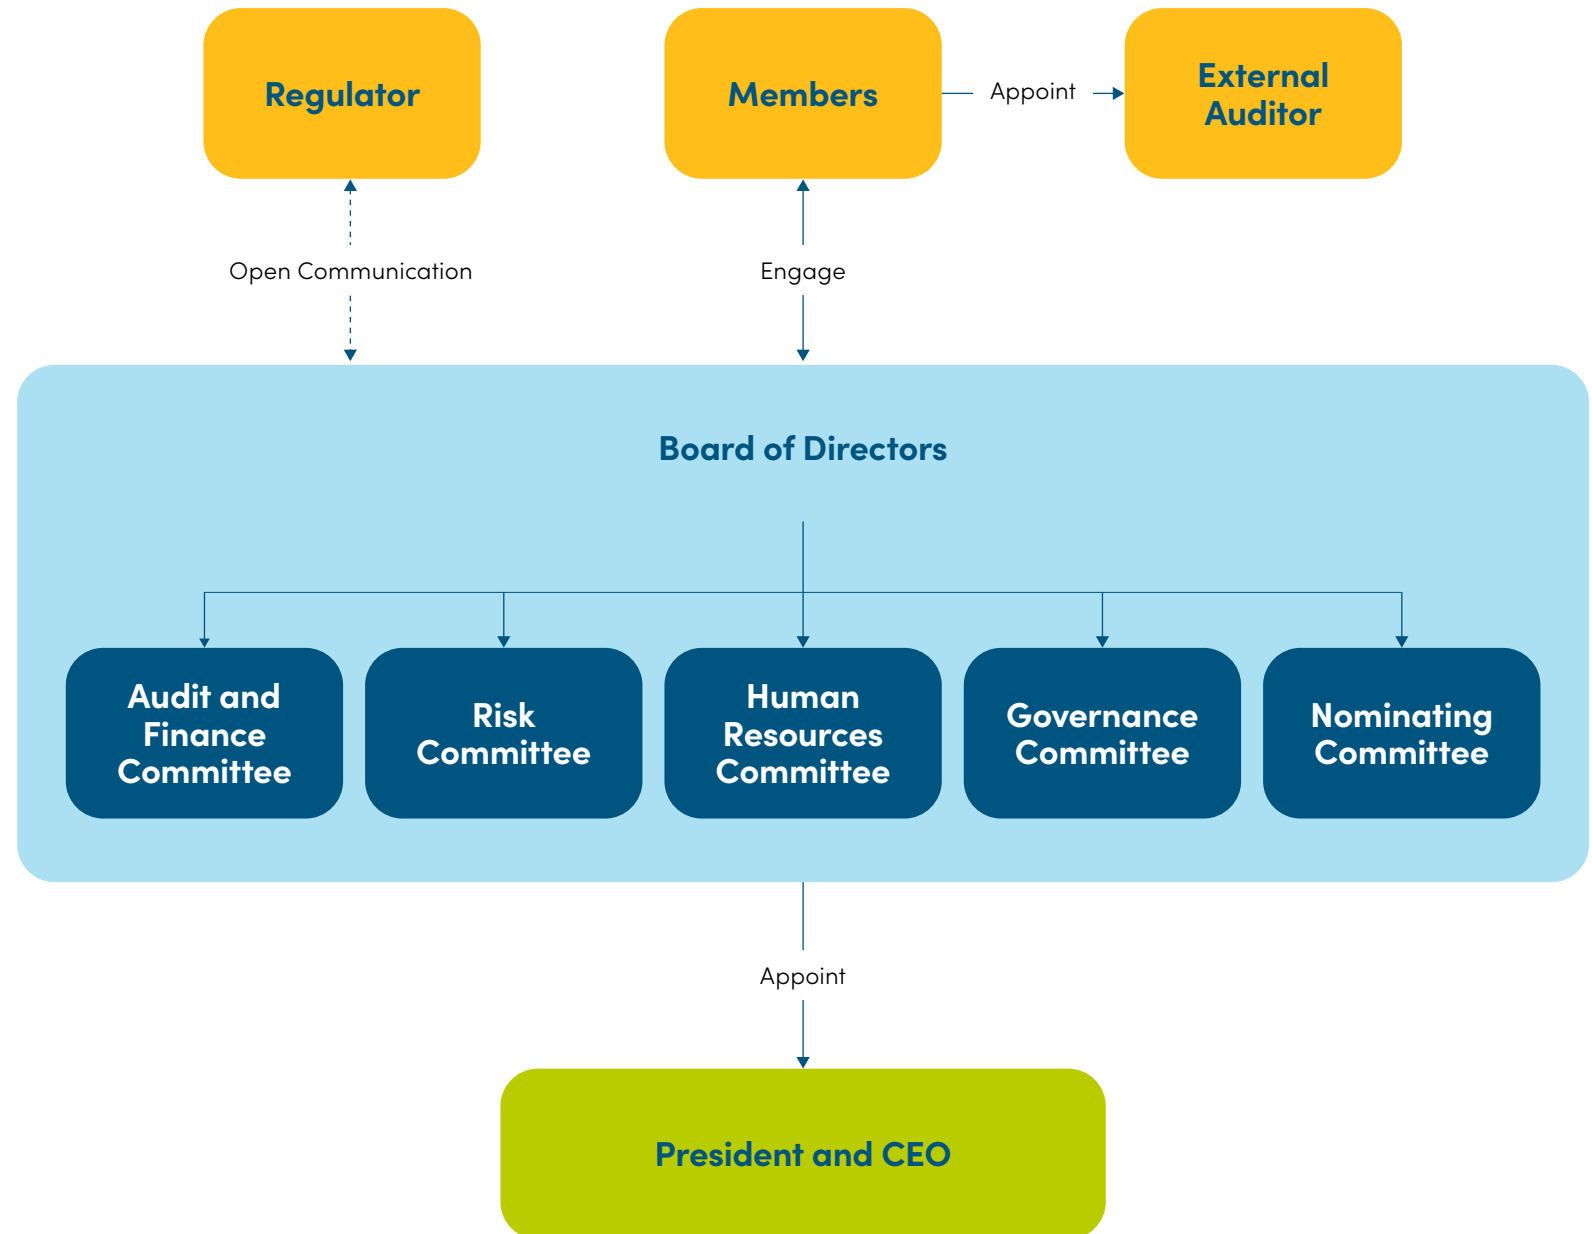 Regulator
Members
Appoint
External
Auditor
Open Communication
Engage
Board of Directors
Audit and
Finance
Committee
Risk
Committee
Human
Resources
Committee
Governance
Committee
Nominating
Committee
Appoint
President and CEO